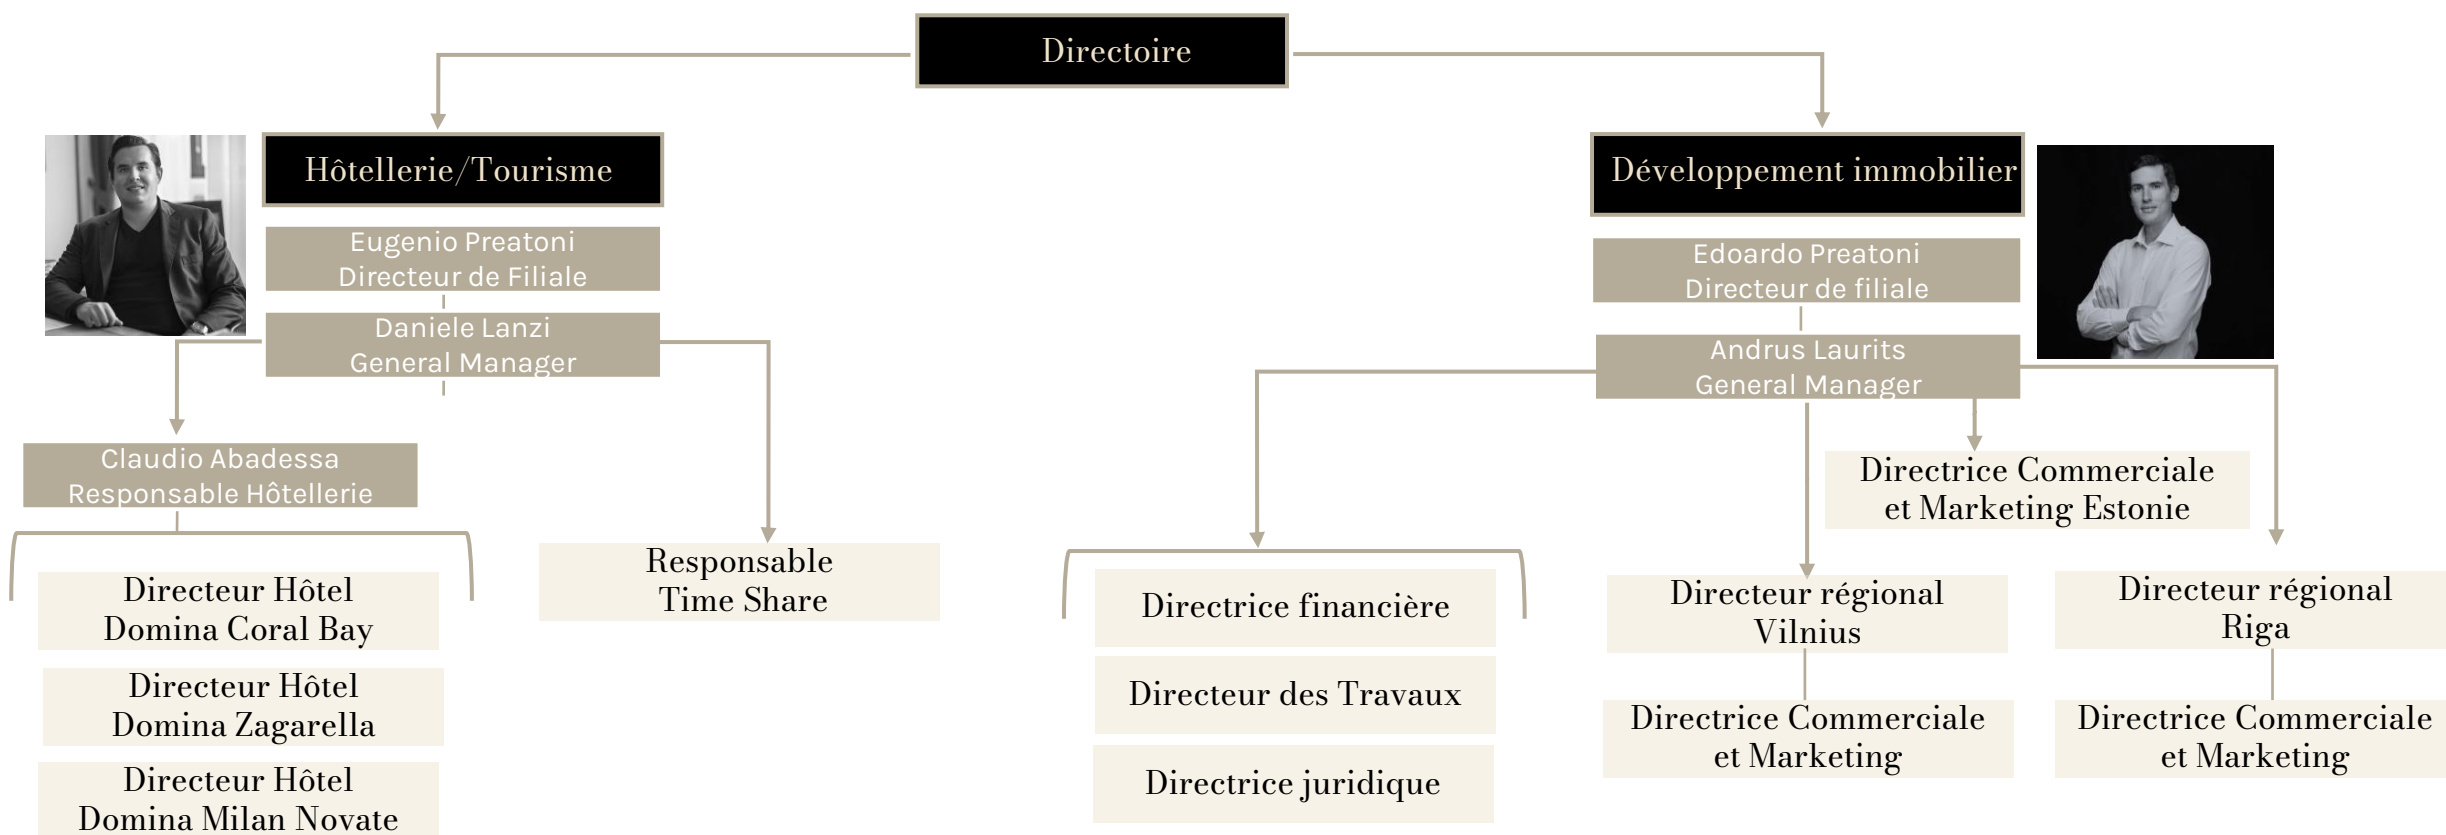 Directoire
Hôtellerie/Tourisme
Eugenio Preatoni
Directeur de Filiale
Daniele Lanzi
General Manager
Claudio Abadessa
Responsable Hôtellerie
Directeur Hôtel
Domina Coral Bay
Directeur Hôtel
Domina Zagarella
Directeur Hôtel
Domina Milan Novate
Responsable
Time Share
Développement immobilier
Edoardo Preatoni
Directeur de filiale
Andrus Laurits
General Manager
Directrice financière
Directeur des Travaux
Directrice juridique
Directrice Commerciale
et Marketing Estonie
Directeur régional
Vilnius
Directrice Commerciale
et Marketing
Directeur régional
Riga
Directrice Commerciale
et Marketing